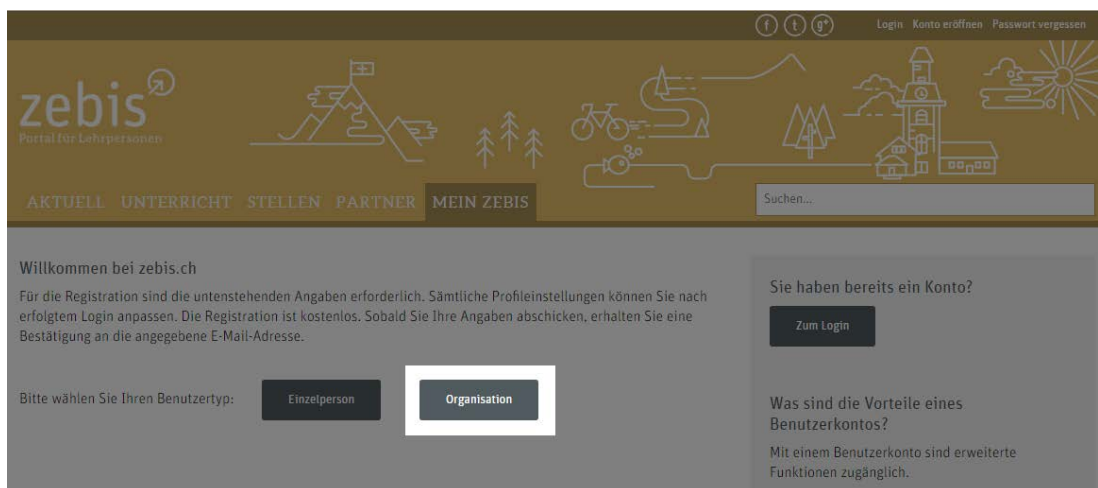 f t g+ Login Konto eröffnen Passwort vergessen
zebis
Portal für Lehrpersonen
AKTUELL UNTERRICHT STELLEN PARTNER MEIN ZEBIS
Suchen...
Willkommen bei zebis.ch
Für die Registration sind die untenstehenden Angaben erforderlich. Sämtliche Profileinstellungen können Sie nach
erfolgtem Login anpassen. Die Registration ist kostenlos. Sobald Sie Ihre Angaben abschicken, erhalten Sie eine
Bestätigung an die angegebene E-Mail-Adresse.
Bitte wählen Sie Ihren Benutzertyp: Einzelperson Organisation
Sie haben bereits ein Konto?
Zum Login
Was sind die Vorteile eines
Benutzerkontos?
Mit einem Benutzerkonto sind erweiterte
Funktionen zugänglich.